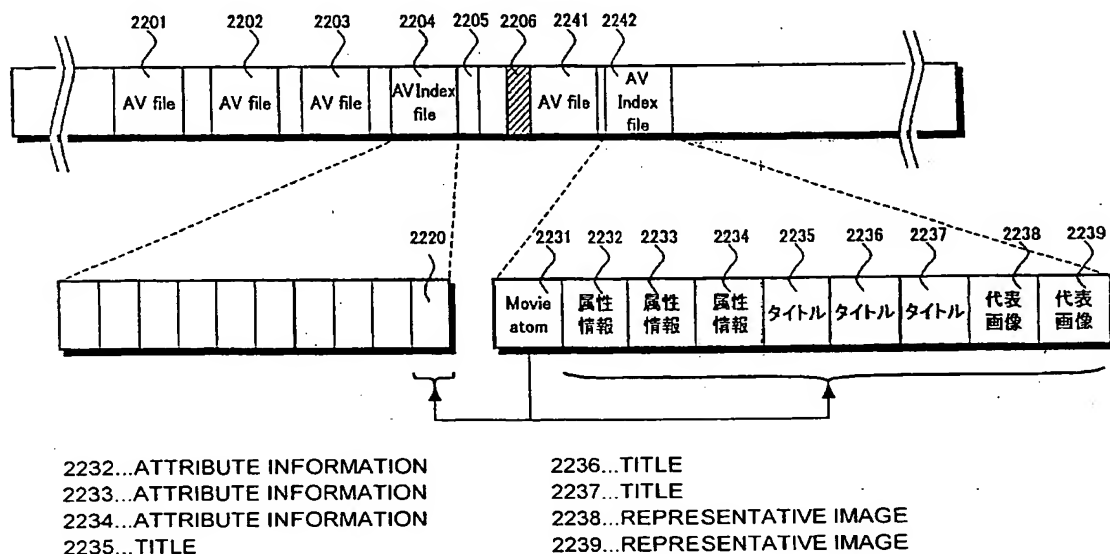 2201 2202 2203 2204 2205 2206 2241 2242
AV file
AV file
AV file
AV Index
file
AV file
AV
Index
file
2220 2231 2232 2233 2234 2235 2236 2237 2238 2239
Movie
atom
属性
情報
属性
情報
属性
情報
タイトル
タイトル
タイトル
代表
画像
代表
画像
2232...ATTRIBUTE INFORMATION
2233...ATTRIBUTE INFORMATION
2234...ATTRIBUTE INFORMATION
2235...TITLE
2236...TITLE
2237...TITLE
2238...REPRESENTATIVE IMAGE
2239...REPRESENTATIVE IMAGE